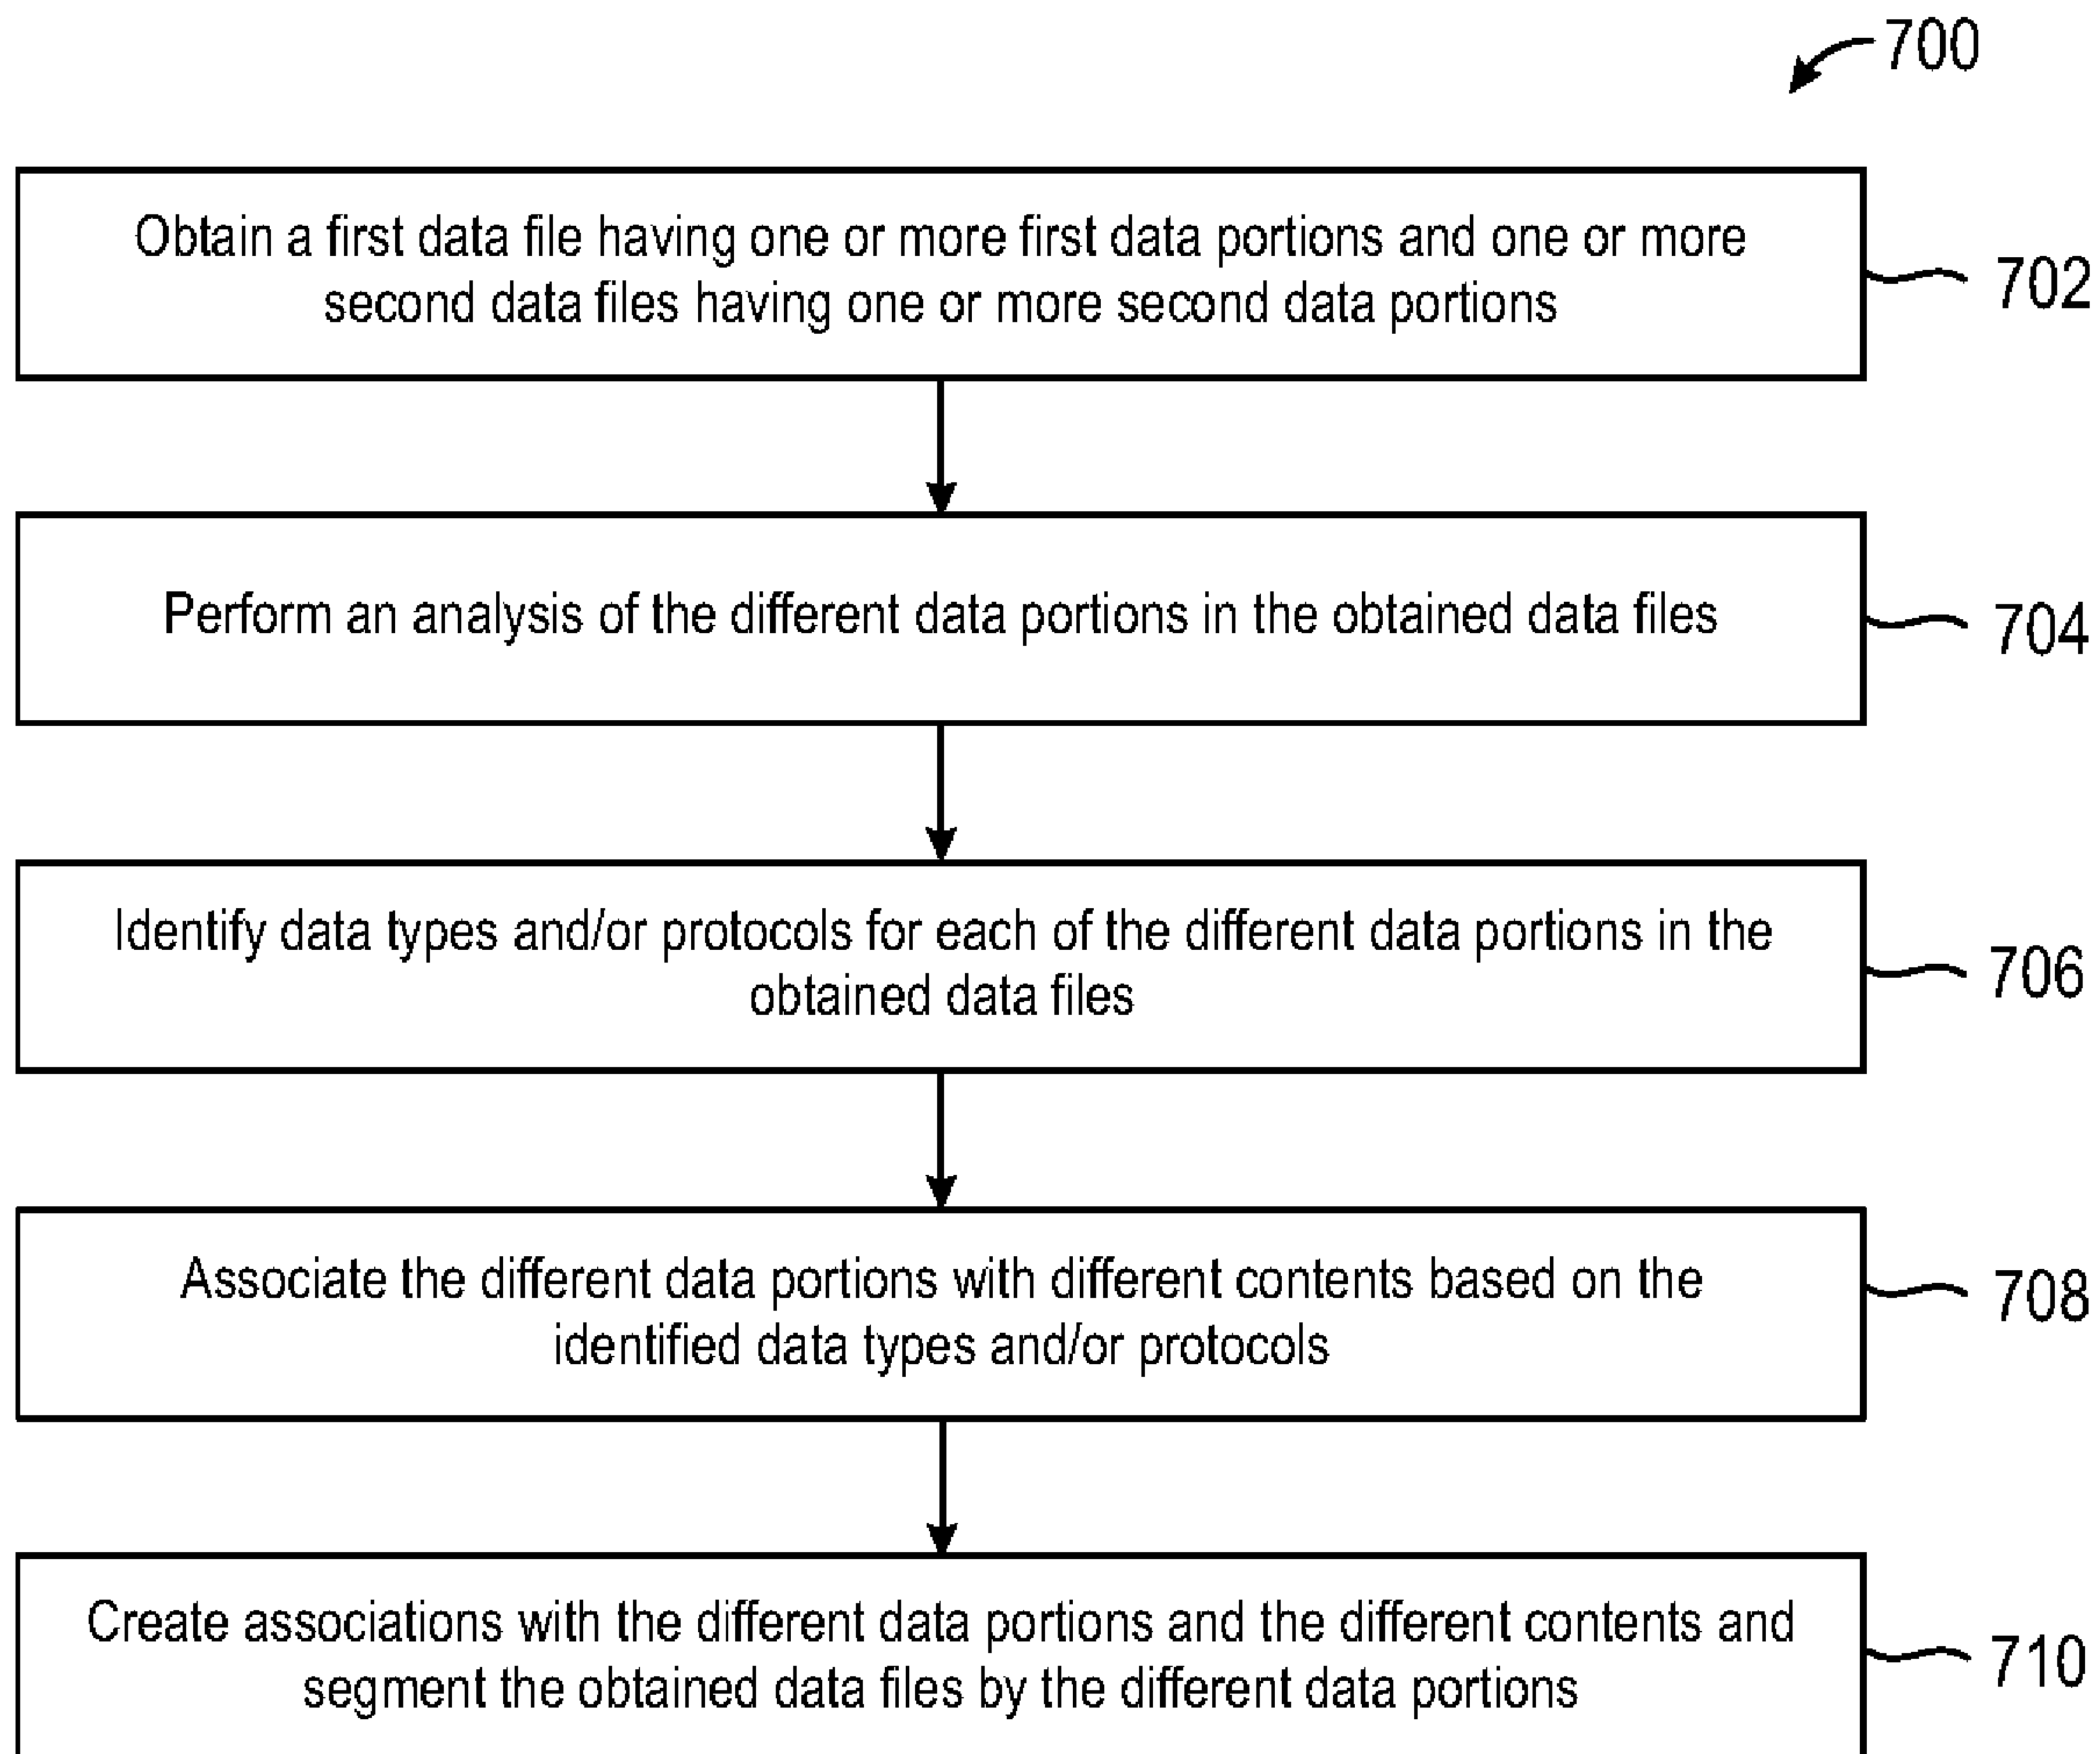 700
Obtain a first data file having one or more first data portions and one or more
second data files having one or more second data portions
702
Perform an analysis of the different data portions in the obtained data files
704
Identify data types and/or protocols for each of the different data portions in the
obtained data files
706
Associate the different data portions with different contents based on the
identified data types and/or protocols
708
Create associations with the different data portions and the different contents and
segment the obtained data files by the different data portions
710